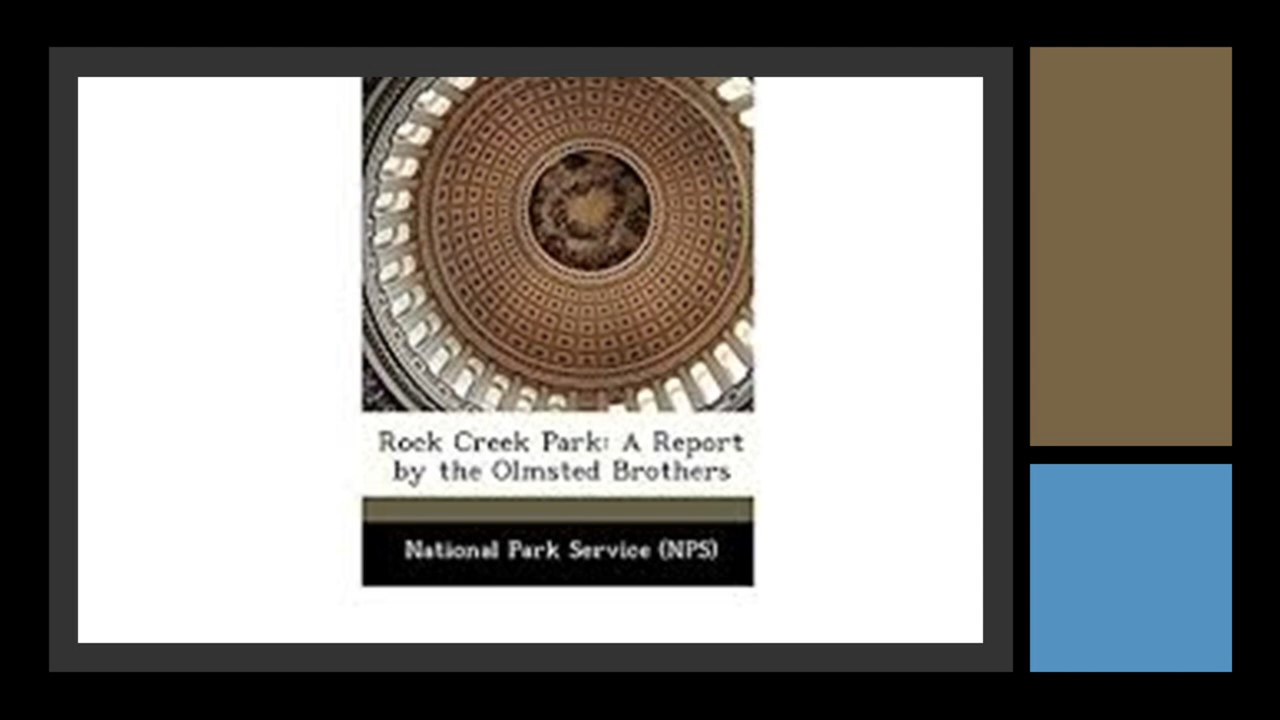 Rock Creek Park: A Report
by the Olmsted Brothers
National Park Service (NPS)